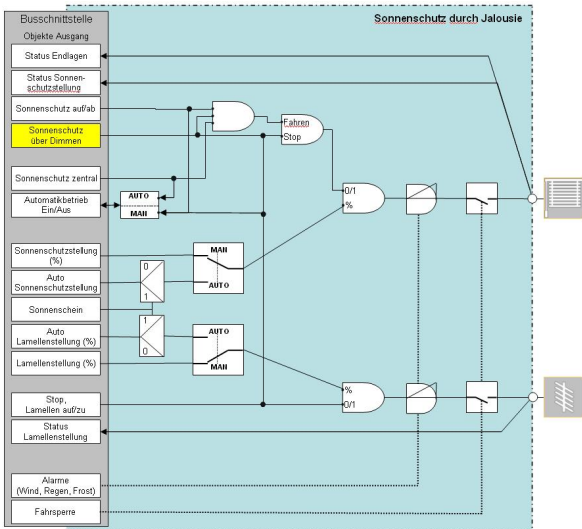 Busschnittstelle
Sonnenschutz durch Jalousie
Objekte Ausgang
Status Endlagen
Status Sonnen-
schutzstellung
Sonnenschutz auf/ab
Sonnenschutz
über Dimmen
Fahren
Stop
Sonnenschutz zentral
Automatikbetrieb
Ein/Aus
AUTO
MAN
0/1
%
Sonnenschutzstellung
(%)
Auto
Sonnenschutzstellung
0
1
MAN
AUTO
Sonnenschein
Auto
Lamellenstellung (%)
1
0
AUTO
MAN
Lamellenstellung (%)
Stop,
Lamellen auf/zu
%
0/1
Status
Lamellenstellung
Alarme
(Wind, Regen, Frost)
Fahrsperre